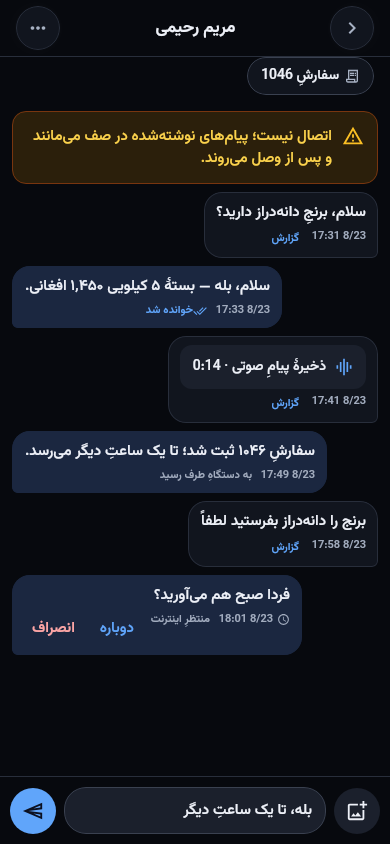 مریم رحیمی
سفارشِ 1046
اتصال نیست؛ پیام‌های نوشته‌شده در صف می‌مانند
و پس از وصل می‌روند.
سلام، برنجِ دانه‌دراز دارید؟
17:31 8/23 گزارش
سلام، بله — بستهٔ ۵ کیلویی ۱,۴۵۰ افغانی.
17:33 8/23 خوانده شد
ذخیرهٔ پیامِ صوتی · 0:14
17:41 8/23 گزارش
سفارشِ ۱۰۴۶ ثبت شد؛ تا یک ساعتِ دیگر می‌رسد.
17:49 8/23 به دستگاهِ طرف رسید
برنج را دانه‌دراز بفرستید لطفاً
17:58 8/23 گزارش
فردا صبح هم می‌آورید؟
18:01 8/23 منتظرِ اینترنت
دوباره انصراف
بله، تا یک ساعتِ دیگر